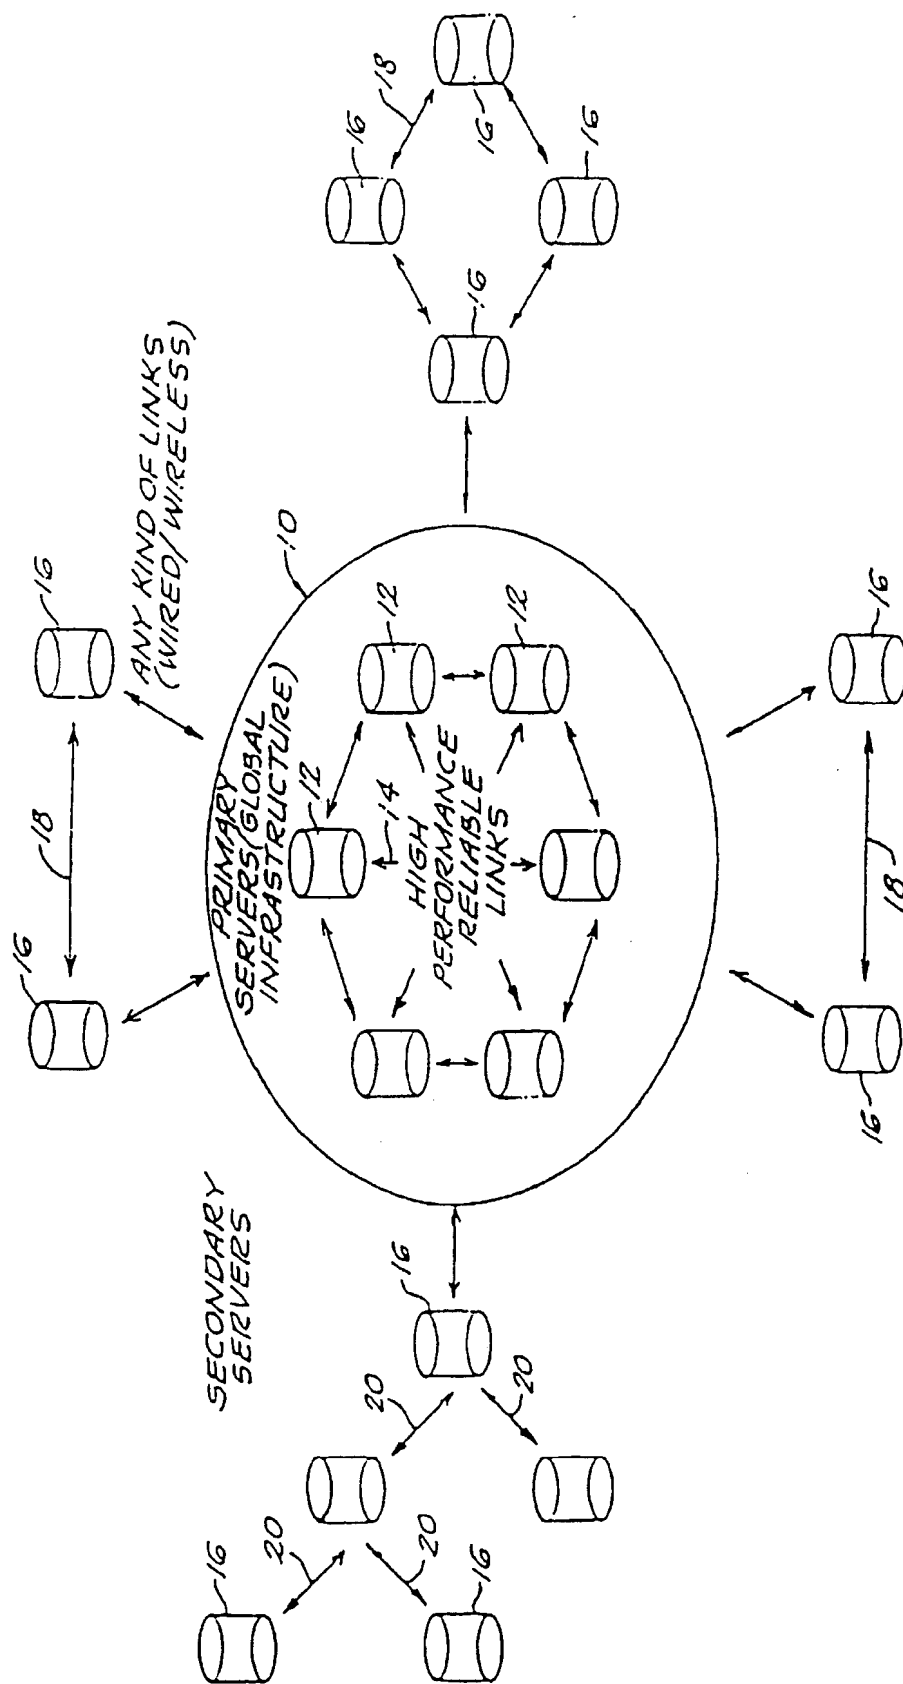 16
18
16
ANY KIND OF LINKS
(WIRED/WIRELESS)
SECONDARY
SERVERS
PRIMARY
SERVERS(GLOBAL
INFRASTRUCTURE)
10
16
20
12
16
18
20
16
14
12
20
HIGH
PERFORMANCE
RELIABLE
LINKS
16
20
12
16
16
16
16
18
16